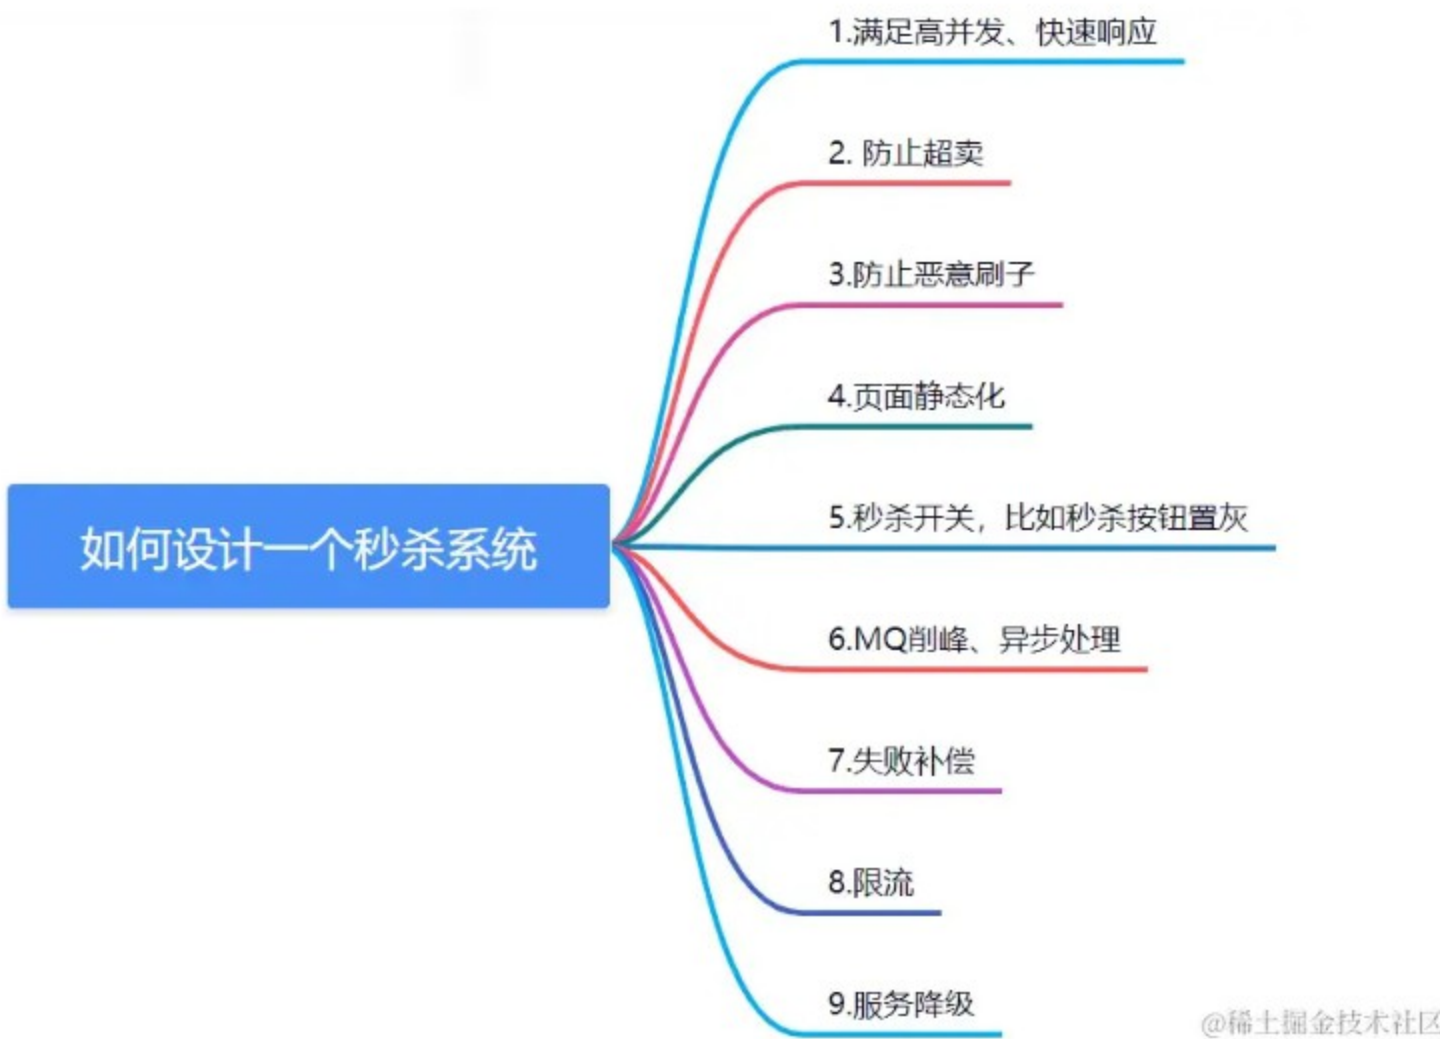 1.满足高并发、快速响应
2. 防止超卖
3.防止恶意刷子
4.页面静态化
5.秒杀开关，比如秒杀按钮置灰
如何设计一个秒杀系统
6.MQ削峰、异步处理
7.失败补偿
8.限流
9.服务降级
@稀土掘金技术社区